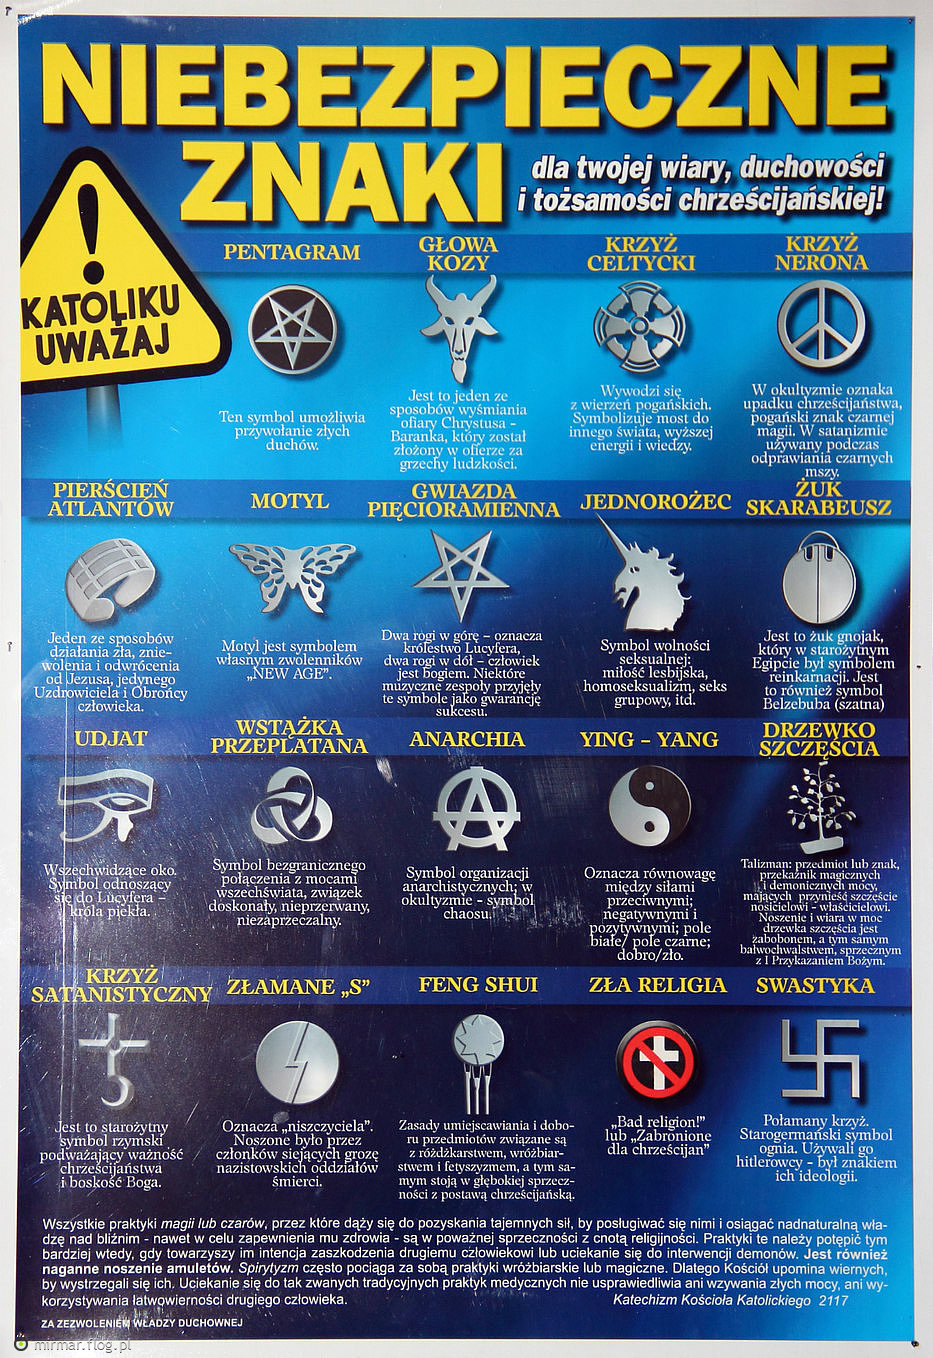 NIEBEZPIECZNE
ZNAKI
dla twojej wiary, duchowości
i tożsamości chrześcijańskiej!
KATOLIKU
UWAŻAJ
PENTAGRAM
Ten symbol umożliwia
przywołanie złych
duchów.
GŁOWA
KOZY
Jest to jeden ze
sposobów wyśmiania
ofiary Chrystusa -
Baranka, który został
złożony w ofierze za
grzechy ludzkości.
KRZYŻ
CELTYCKI
Wywodzi się
z wierzeń pogańskich.
Symbolizuje most do
innego świata, wyższej
energii i wiedzy.
KRZYŻ
NERONA
W okultyzmie oznaka
upadku chrześcijaństwa,
pogański znak czarnej
magii. W satanizmie
używany podczas
odprawiania czarnych
mszy.
PIERŚCIEŃ
ATLANTÓW
Jeden ze sposobów
działania zła, znie-
wolenia i odwrócenia
od Jezusa, jedynego
Uzdrowiciela i Obrońcy
człowieka.
MOTYL
Motyl jest symbolem
własnym zwolenników
„NEW AGE”.
GWIAZDA
PIĘCIORAMIENNA
Dwa rogi w górę – oznacza
królestwo Lucyfera,
dwa rogi w dół – człowiek
jest bogiem. Niektóre
muzyczne zespoły przyjęły
te symbole jako gwarancję
sukcesu.
JEDNOROŻEC
Symbol wolności
seksualnej:
miłość lesbijska,
homoseksualizm, seks
grupowy, itd.
ŻUK
SKARABEUSZ
Jest to żuk gnojak,
który w starożytnym
Egipcie był symbolem
reinkarnacji. Jest
to również symbol
Belzebuba (szatna)
UDJAT
Wszechwidzące oko.
Symbol odnoszący
się do Lucyfera –
króla piekła.
WSTĄŻKA
PRZEPLATANA
Symbol bezgranicznego
połączenia z mocami
wszechświata, związek
doskonały, nieprzerwany,
niezaprzeczalny.
ANARCHIA
Symbol organizacji
anarchistycznych; w
okultyzmie - symbol
chaosu.
YING – YANG
Oznacza równowagę
między siłami
przeciwnymi;
negatywnymi i
pozytywnymi; pole
białe/ pole czarne;
dobro/zło.
DRZEWKO
SZCZĘŚCIA
Talizman: przedmiot lub znak,
przekaźnik magicznych
i demonicznych mocy,
mających przynieść szczęście
nosicielowi - właścicielowi.
Noszenie i wiara w moc
drzewka szczęścia jest
zabobonem, a tym samym
bałwochwalstwem, sprzecznym
z I Przykazaniem Bożym.
KRZYŻ
SATANISTYCZNY
Jest to starożytny
symbol rzymski
podważający ważność
chrześcijaństwa
i boskość Boga.
ZŁAMANE „S”
Oznacza „niszczyciela”.
Noszone było przez
członków siejących grozę
nazistowskich oddziałów
śmierci.
FENG SHUI
Zasady umiejscawiania i dobo-
ru przedmiotów związane są
z różdżkarstwem, wróżbiar-
stwem i fetyszyzmem, a tym sa-
mym stoją w głębokiej sprzecz-
ności z postawą chrześcijańską.
ZŁA RELIGIA
„Bad religion!”
lub „Zabronione
dla chrześcijan”
SWASTYKA
Połamany krzyż.
Starogermański symbol
ognia. Używali go
hitlerowcy - był znakiem
ich ideologii.
Wszystkie praktyki magii lub czarów, przez które dąży się do pozyskania tajemnych sił, by posługiwać się nimi i osiągać nadnaturalną wła-
dzę nad bliźnim - nawet w celu zapewnienia mu zdrowia - są w poważnej sprzeczności z cnotą religijności. Praktyki te należy potępić tym
bardziej wtedy, gdy towarzyszy im intencja zaszkodzenia drugiemu człowiekowi lub uciekanie się do interwencji demonów. Jest również
naganne noszenie amuletów. Spirytyzm często pociąga za sobą praktyki wróżbiarskie lub magiczne. Dlatego Kościół upomina wiernych,
by wystrzegali się ich. Uciekanie się do tak zwanych tradycyjnych praktyk medycznych nie usprawiedliwia ani wzywania złych mocy, ani wy-
korzystywania łatwowierności drugiego człowieka.
Katechizm Kościoła Katolickiego 2117
ZA ZEZWOLENIEM WŁADZY DUCHOWNEJ
mirmar.flog.pl